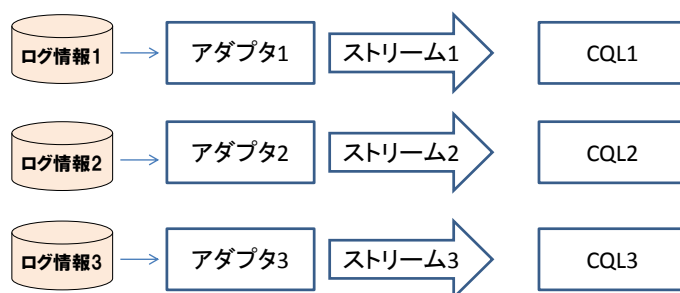 ログ情報1
アダプタ1
ストリーム1
CQL1
ログ情報2
アダプタ2
ストリーム2
CQL2
ログ情報3
アダプタ3
ストリーム3
CQL3